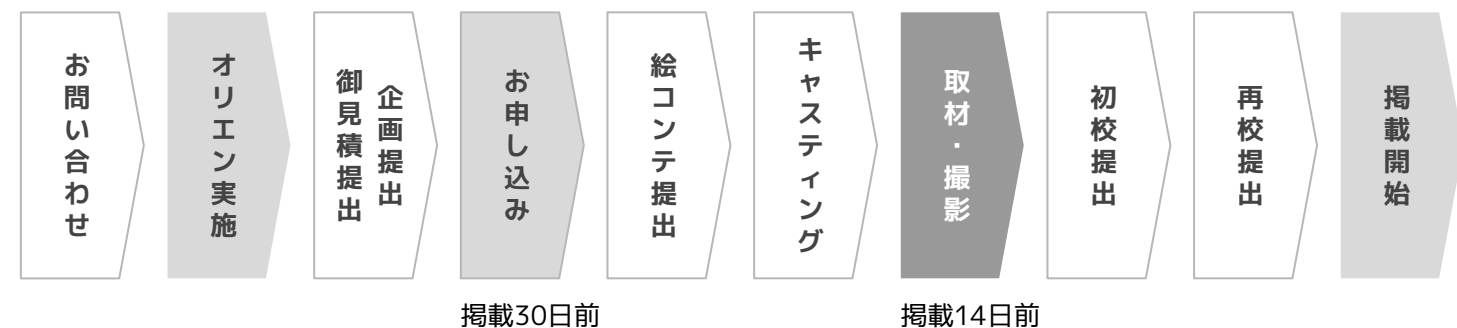 お問い合わせ
オリエン実施
企画提出
御見積提出
お申し込み
絵コンテ提出
キャスティング
取材・撮影
初校提出
再校提出
掲載開始
掲載30日前
掲載14日前